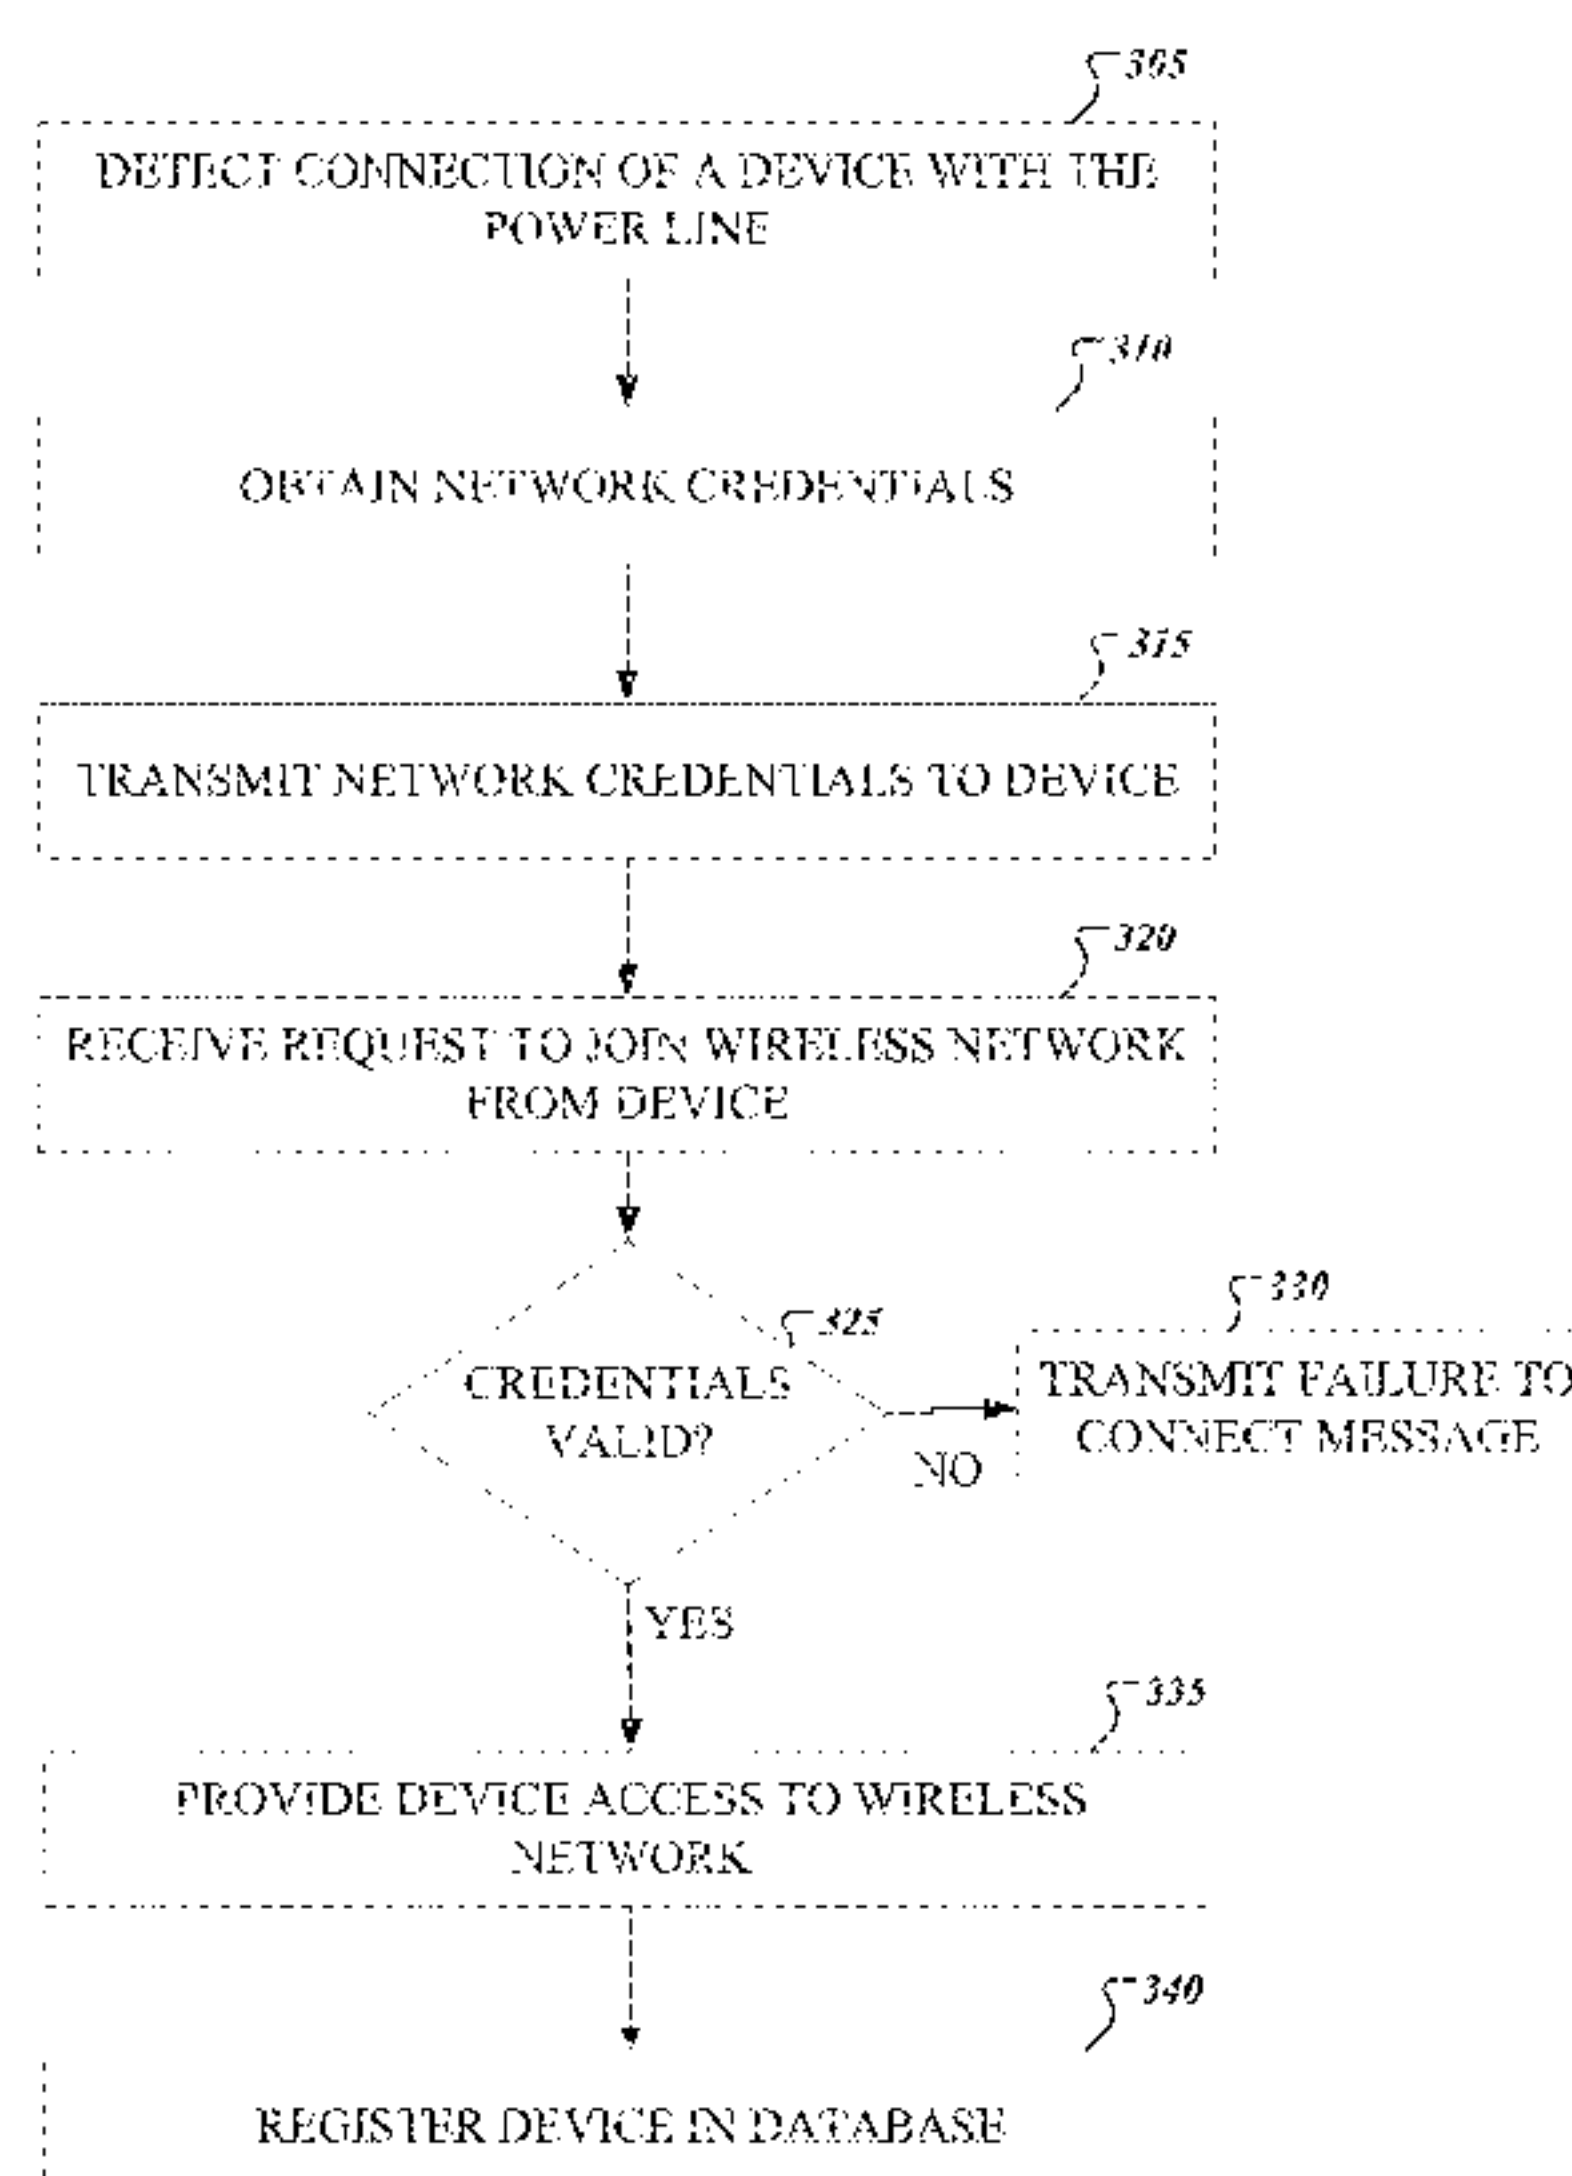 305
DETECT CONNECTION OF A DEVICE WITH THE
POWER LINE
310
OBTAIN NETWORK CREDENTIALS
315
TRANSMIT NETWORK CREDENTIALS TO DEVICE
320
RECEIVE REQUEST TO JOIN WIRELESS NETWORK
FROM DEVICE
325
CREDENTIALS
VALID?
330
TRANSMIT FAILURE TO
CONNECT MESSAGE
NO
YES
335
PROVIDE DEVICE ACCESS TO WIRELESS
NETWORK
340
REGISTER DEVICE IN DATABASE